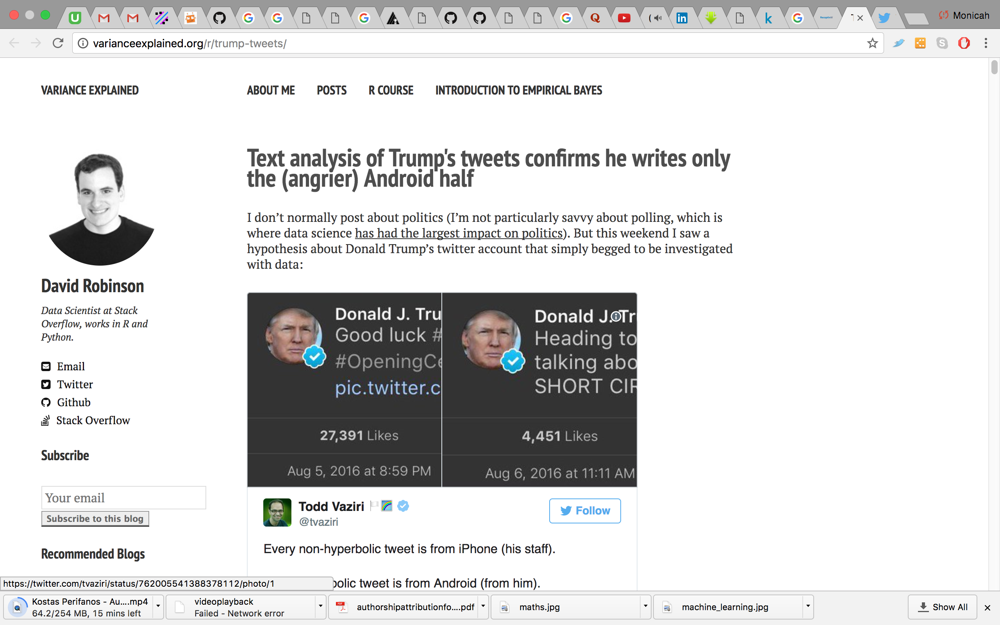 Monicah
varianceexplained.org/r/trump-tweets/
VARIANCE EXPLAINED
ABOUT ME
POSTS
R COURSE
INTRODUCTION TO EMPIRICAL BAYES
Text analysis of Trump's tweets confirms he writes only
the (angrier) Android half
I don’t normally post about politics (I’m not particularly savvy about polling, which is
where data science has had the largest impact on politics). But this weekend I saw a
hypothesis about Donald Trump’s twitter account that simply begged to be investigated
with data:
David Robinson
Data Scientist at Stack
Overflow, works in R and
Python.
Email
Twitter
Github
Stack Overflow
Subscribe
Your email
Subscribe to this blog
Recommended Blogs
Donald J. Tru
Good luck #
#OpeningCe
pic.twitter.c
27,391 Likes
Aug 5, 2016 at 8:59 PM
Donald J. Tr
Heading to
talking abo
SHORT CIR
4,451 Likes
Aug 6, 2016 at 11:11 AM
Todd Vaziri
@tvaziri
Follow
Every non-hyperbolic tweet is from iPhone (his staff).
bolic tweet is from Android (from him).
https://twitter.com/tvaziri/status/762005541388378112/photo/1
Kostas Perifanos - Au....mp4
64.2/254 MB, 15 mins left
videoplayback
Failed - Network error
authorshipattributionfo....pdf
maths.jpg
machine_learning.jpg
Show All